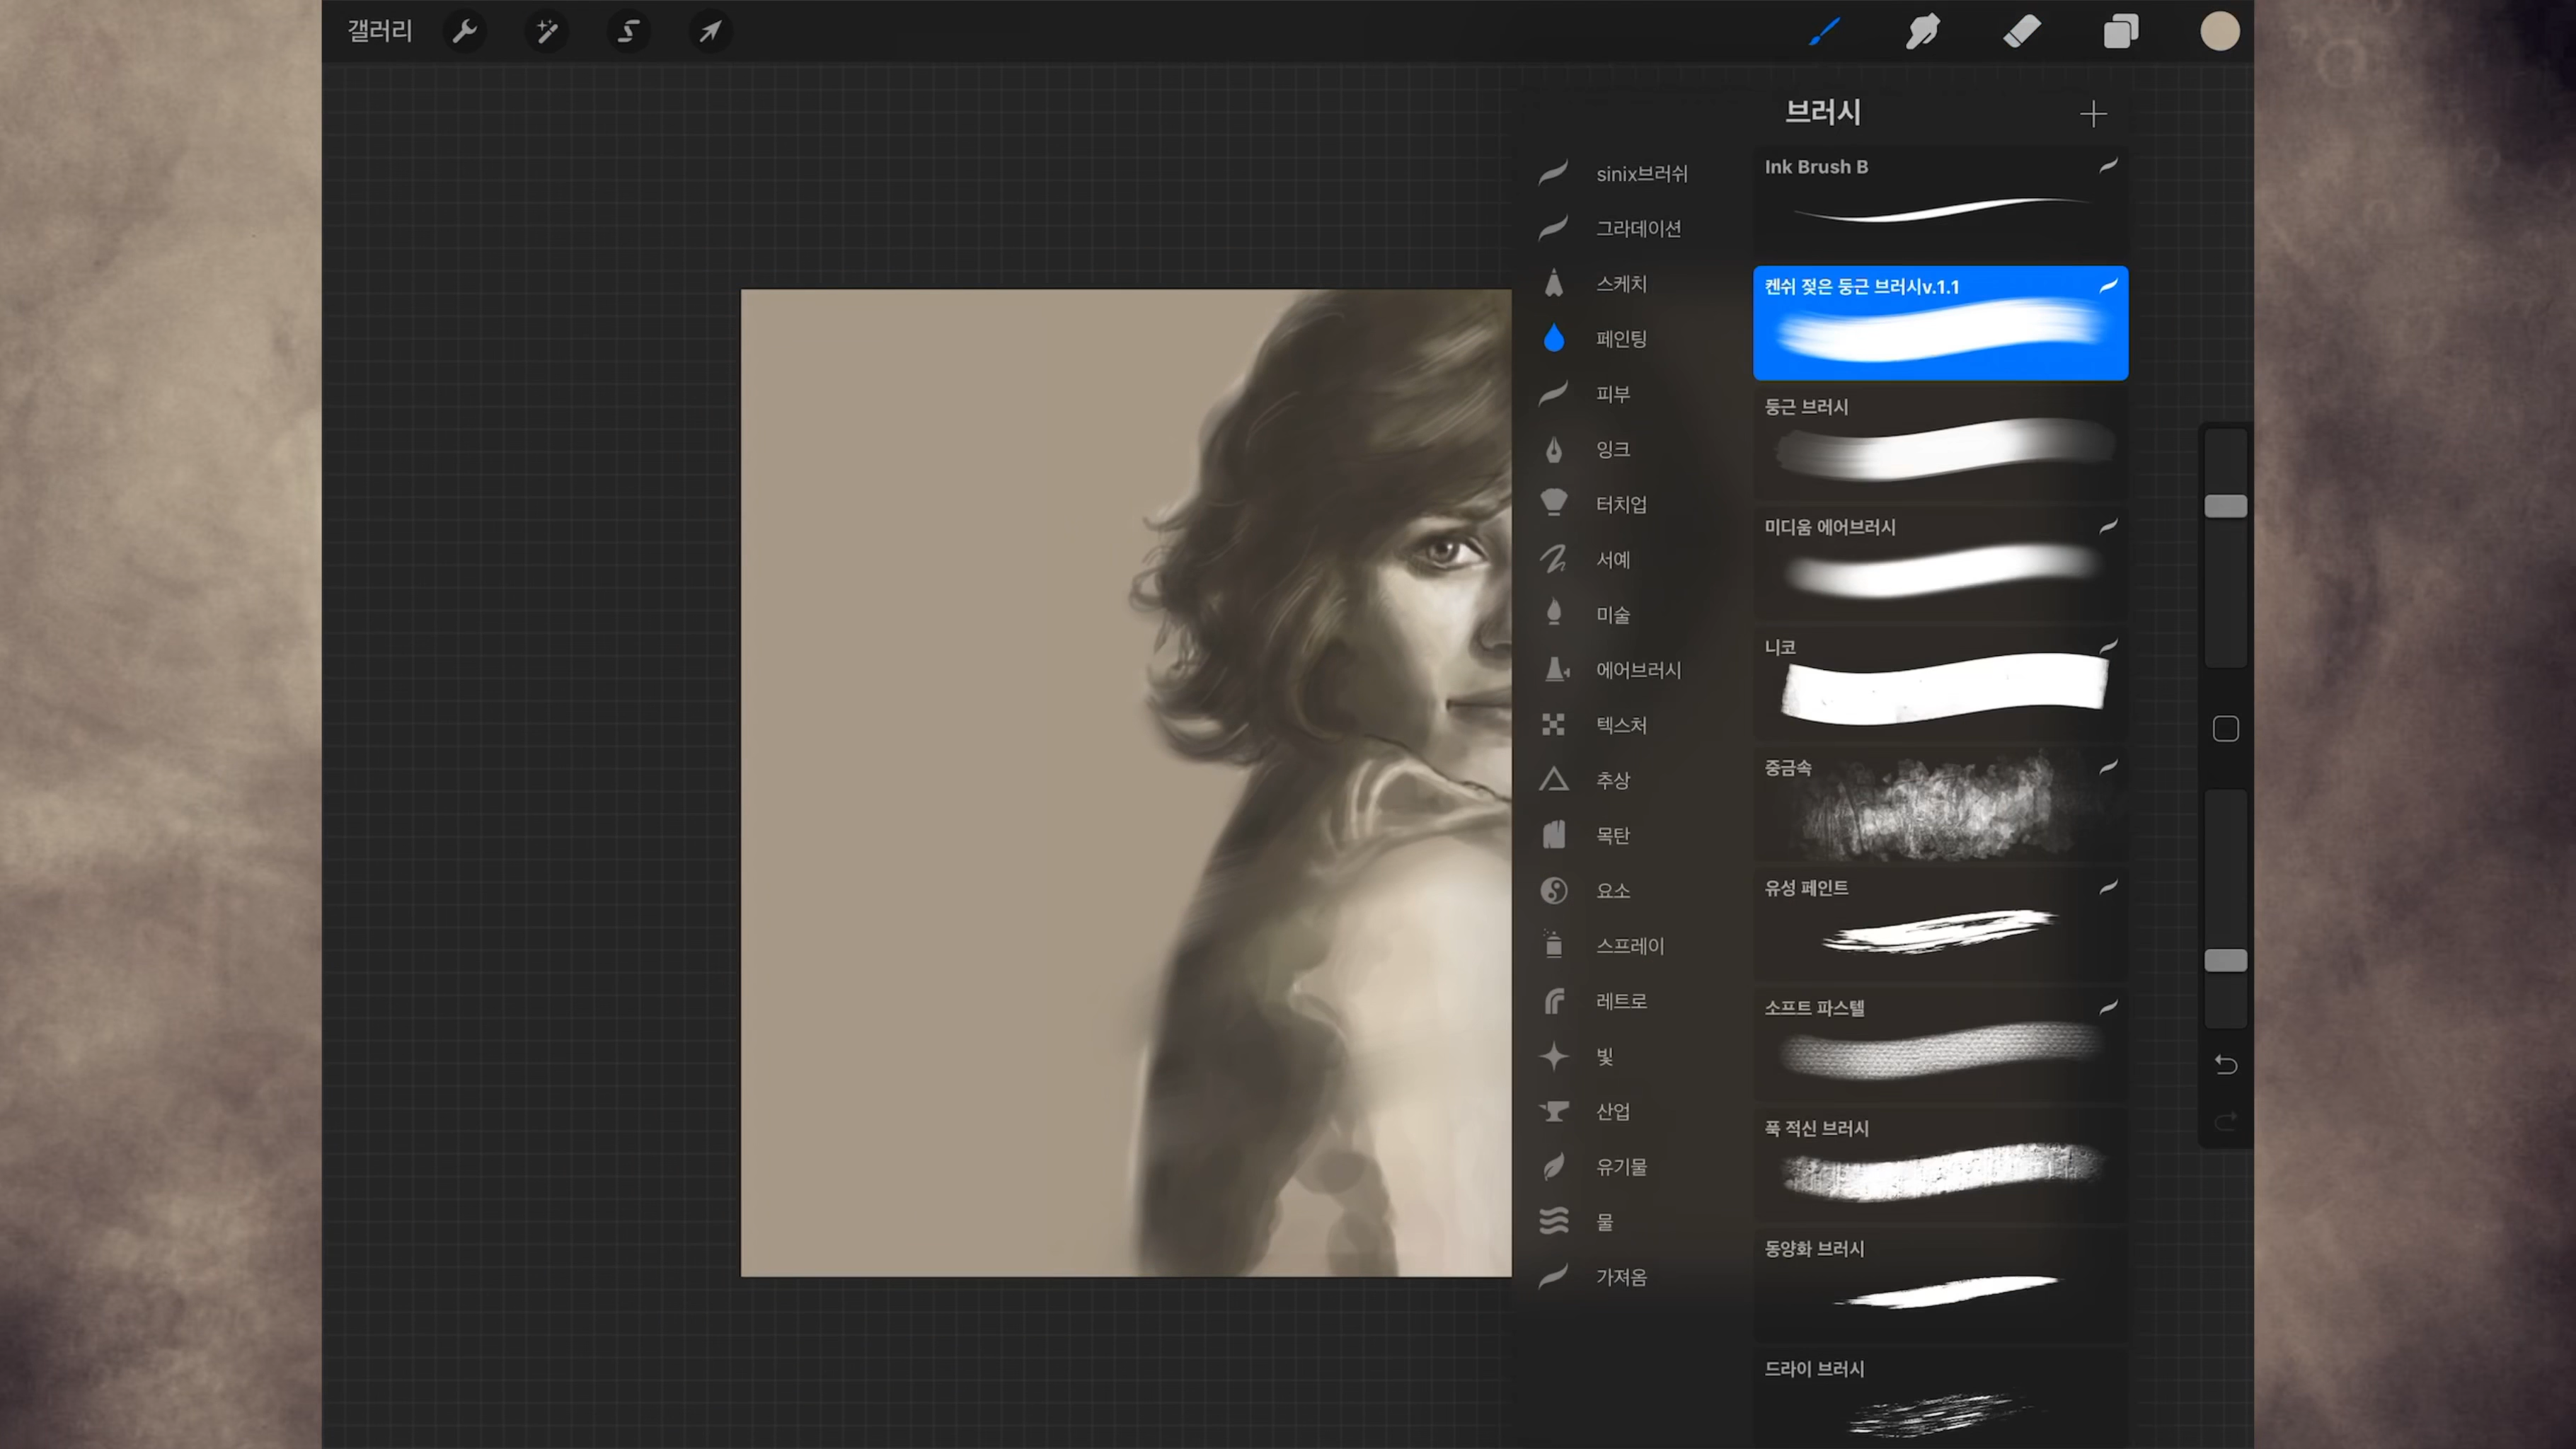 갤러리
브러시
sinix브러쉬
그라데이션
스케치
페인팅
피부
잉크
터치업
서예
미술
에어브러시
텍스처
추상
목탄
요소
스프레이
레트로
빛
산업
유기물
물
가져옴
Ink Brush B
켄쉬 젖은 둥근 브러시v.1.1
둥근 브러시
미디움 에어브러시
니코
중금속
유성 페인트
소프트 파스텔
푹 적신 브러시
동양화 브러시
드라이 브러시